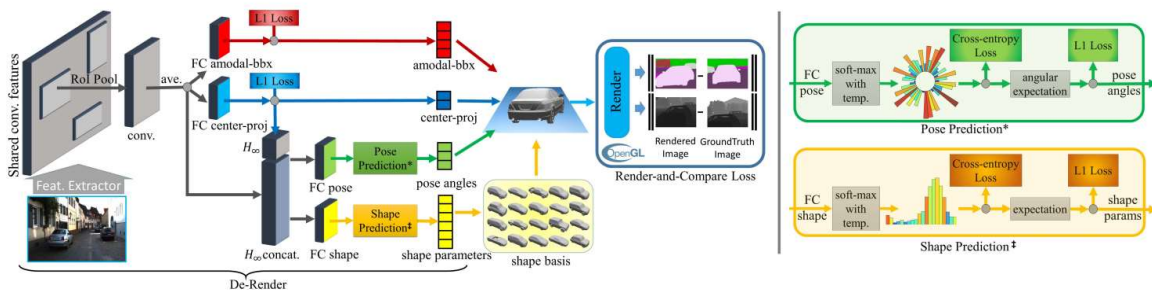 Shared conv. features
RoI Pool
conv.
Feat. Extractor
ave.
L1 Loss
FC amodal-bbx
amodal-bbx
L1 Loss
FC center-proj
center-proj
H∞
FC pose
Pose
Prediction*
pose angles
H∞ concat.
FC shape
Shape
Prediction‡
shape parameters
shape basis
De-Render
Render
OpenGL
Rendered
Image
GroundTruth
Image
Render-and-Compare Loss
FC
pose
soft-max
with
temp.
Cross-entropy
Loss
angular
expectation
L1 Loss
pose
angles
Pose Prediction*
FC
shape
soft-max
with
temp.
Cross-entropy
Loss
expectation
L1 Loss
shape
params
Shape Prediction‡